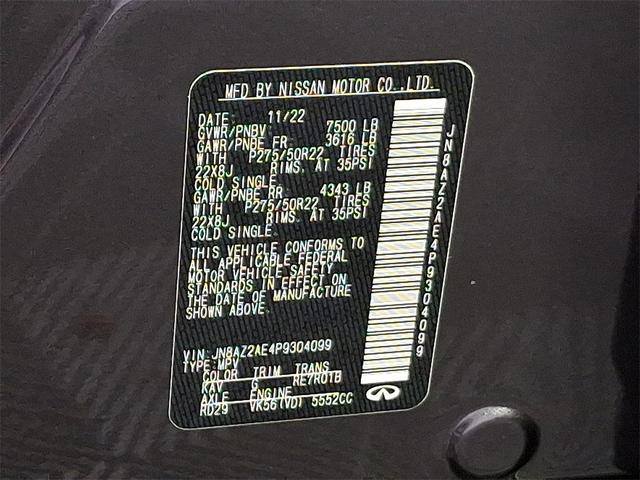 MFD BY NISSAN MOTOR CO.,LTD.
DATE: 11/22
GVWR/PNBV 7500 LB
GAWR/PNBE FR 3616 LB
WITH P275/50R22 TIRES
22X8J RIMS, AT 35PSI
COLD SINGLE
GAWR/PNBE RR 4343 LB
WITH P275/50R22 TIRES
22X8J RIMS, AT 35PSI
COLD SINGLE
THIS VEHICLE CONFORMS TO
ALL APPLICABLE FEDERAL
MOTOR VEHICLE SAFETY
STANDARDS IN EFFECT ON
THE DATE OF MANUFACTURE
SHOWN ABOVE.
VIN:JN8AZ2AE4P9304099
TYPE:MPV
COLOR TRIM TRANS
KAV G RE7R01B
AXLE ENGINE
RD29 VK56(VD) 5552CC
JN8AZ2AE4P9304099